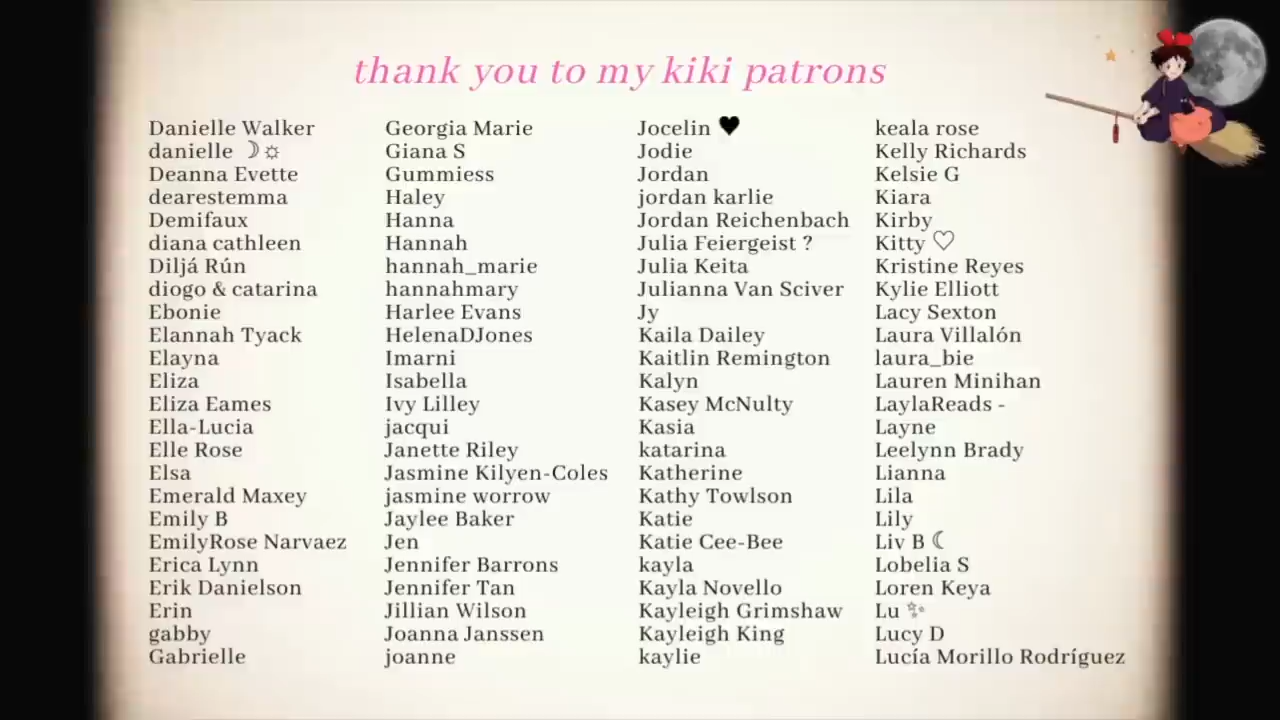 thank you to my kiki patrons
Danielle Walker
danielle ☽☼
Deanna Evette
dearestemma
Demifaux
diana cathleen
Diljá Rún
diogo & catarina
Ebonie
Elannah Tyack
Elayna
Eliza
Eliza Eames
Ella-Lucia
Elle Rose
Elsa
Emerald Maxey
Emily B
EmilyRose Narvaez
Erica Lynn
Erik Danielson
Erin
gabby
Gabrielle
Georgia Marie
Giana S
Gummiess
Haley
Hanna
Hannah
hannah_marie
hannahmary
Harlee Evans
HelenaDJones
Imarni
Isabella
Ivy Lilley
jacqui
Janette Riley
Jasmine Kilyen-Coles
jasmine worrow
Jaylee Baker
Jen
Jennifer Barrons
Jennifer Tan
Jillian Wilson
Joanna Janssen
joanne
Jocelin ♥
Jodie
Jordan
jordan karlie
Jordan Reichenbach
Julia Feiergeist ?
Julia Keita
Julianna Van Sciver
Jy
Kaila Dailey
Kaitlin Remington
Kalyn
Kasey McNulty
Kasia
katarina
Katherine
Kathy Towlson
Katie
Katie Cee-Bee
kayla
Kayla Novello
Kayleigh Grimshaw
Kayleigh King
kaylie
keala rose
Kelly Richards
Kelsie G
Kiara
Kirby
Kitty ♡
Kristine Reyes
Kylie Elliott
Lacy Sexton
Laura Villalón
laura_bie
Lauren Minihan
LaylaReads -
Layne
Leelynn Brady
Lianna
Lila
Lily
Liv B ☾
Lobelia S
Loren Keya
Lu ✨
Lucy D
Lucía Morillo Rodríguez